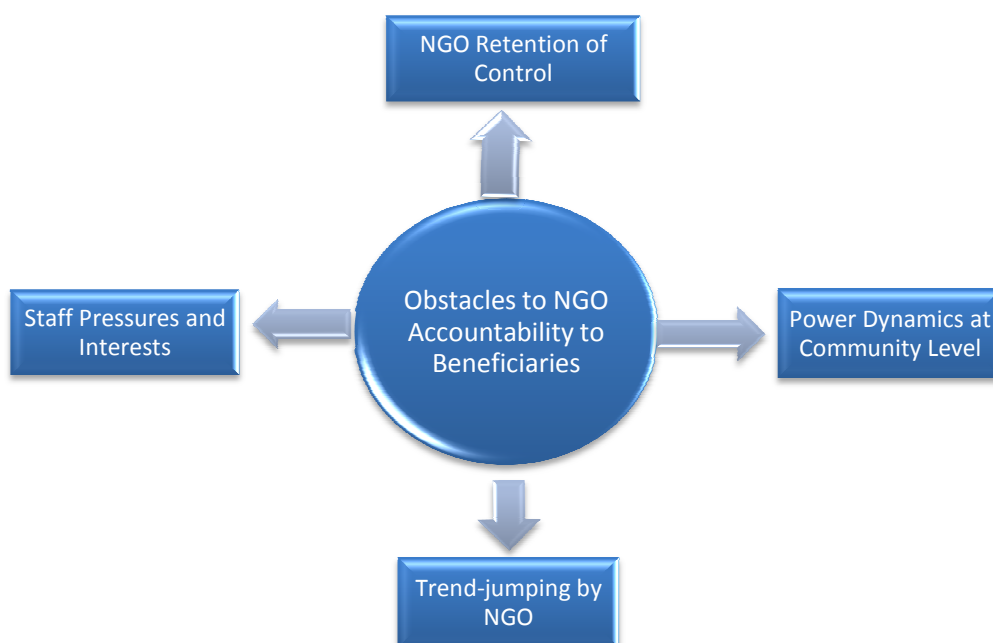 NGO Retention of
Control
Staff Pressures and
Interests
Obstacles to NGO
Accountability to
Beneficiaries
Power Dynamics at
Community Level
Trend-jumping by
NGO